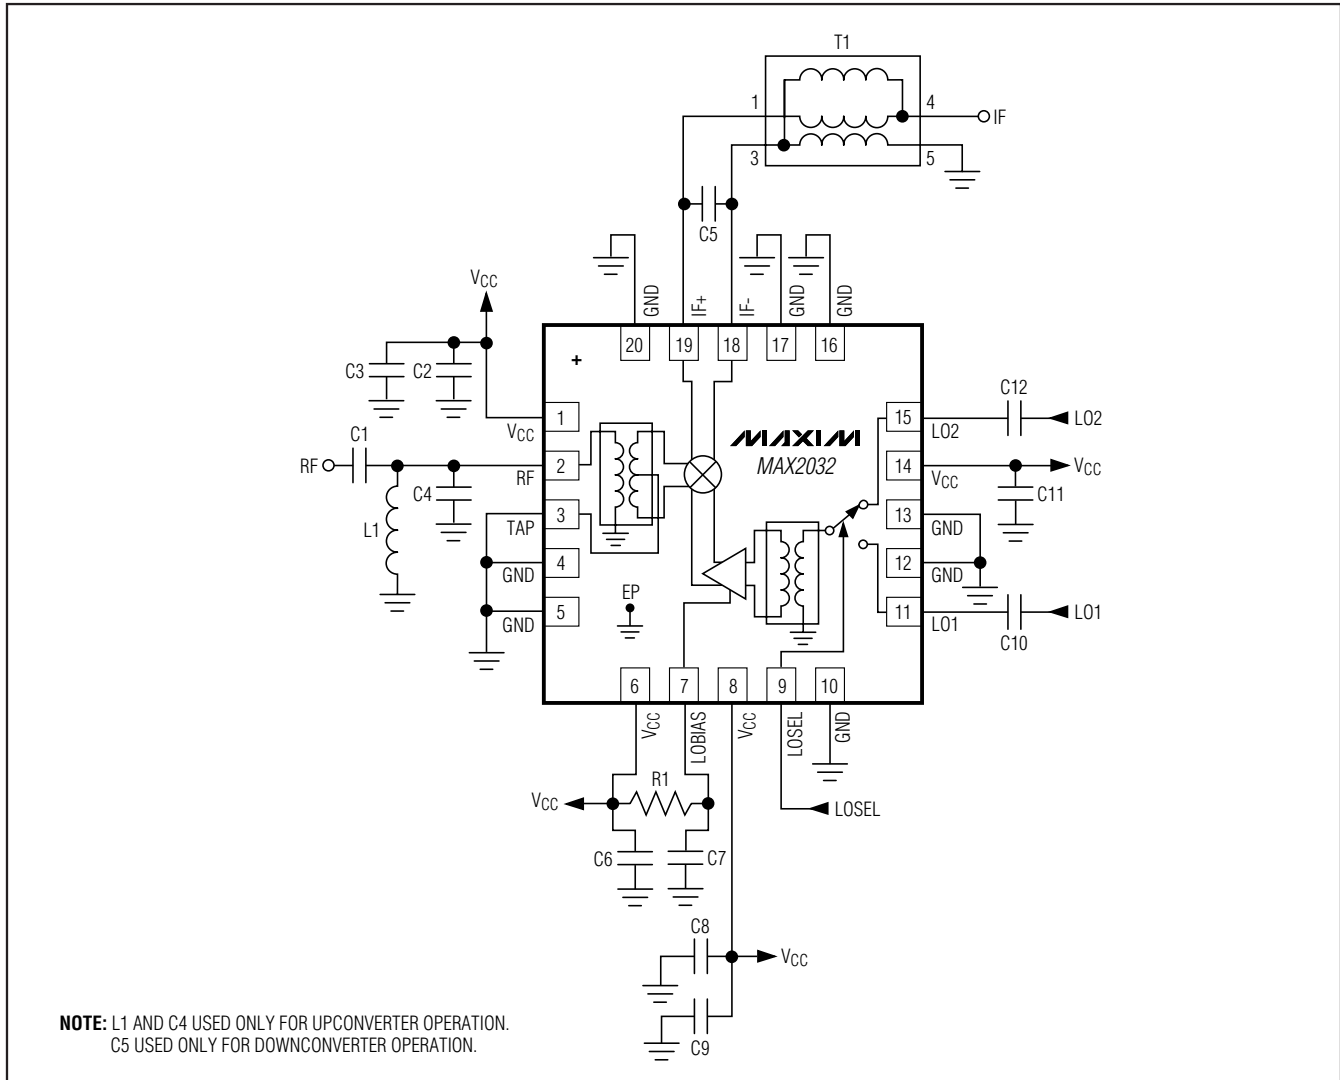 T1
1
4
IF
3
5
C5
VCC
GND
IF+
IF-
GND
GND
20
19
18
17
16
+
C3
C2
C12
1
15
LO2
VCC
LO2
C1
MAXIM
MAX2032
RF
2
14
VCC
RF
VCC
C4
C11
3
13
TAP
GND
L1
4
12
GND
GND
EP
5
11
LO1
GND
LO1
C10
6
7
8
9
10
VCC
LOBIAS
VCC
LOSEL
GND
R1
VCC
LOSEL
C6
C7
C8
VCC
C9
NOTE: L1 AND C4 USED ONLY FOR UPCONVERTER OPERATION.
C5 USED ONLY FOR DOWNCONVERTER OPERATION.